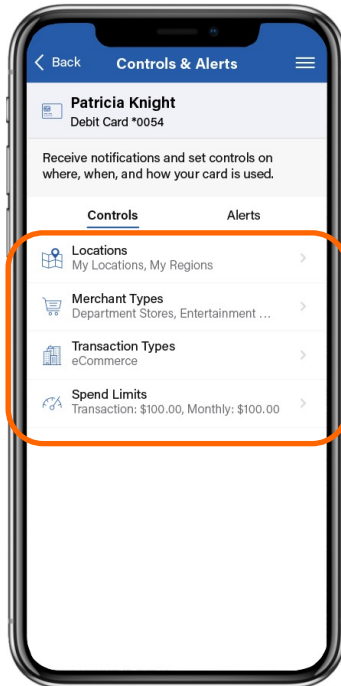 Back Controls & Alerts
Patricia Knight
Debit Card *0054
Receive notifications and set controls on
where, when, and how your card is used.
Controls Alerts
Locations
My Locations, My Regions
Merchant Types
Department Stores, Entertainment ...
Transaction Types
eCommerce
Spend Limits
Transaction: $100.00, Monthly: $100.00